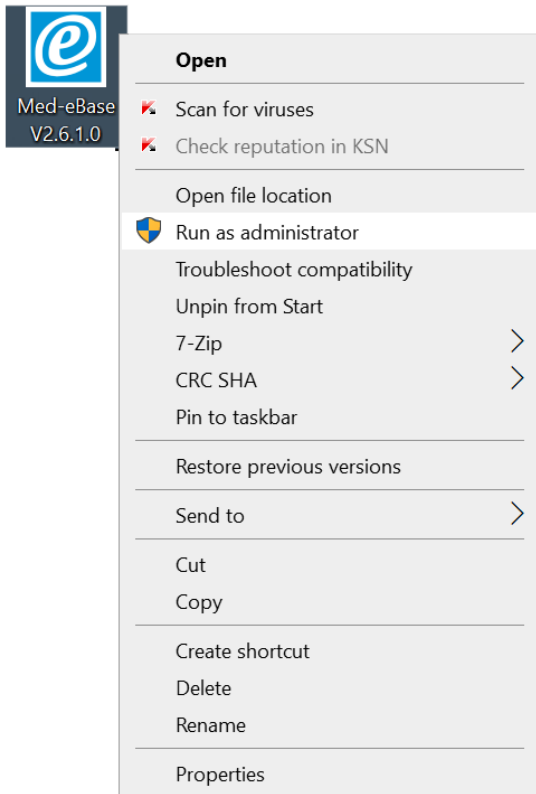 e
Med-eBase
V2.6.1.0
Open
Scan for viruses
Check reputation in KSN
Open file location
Run as administrator
Troubleshoot compatibility
Unpin from Start
7-Zip
CRC SHA
Pin to taskbar
Restore previous versions
Send to
Cut
Copy
Create shortcut
Delete
Rename
Properties